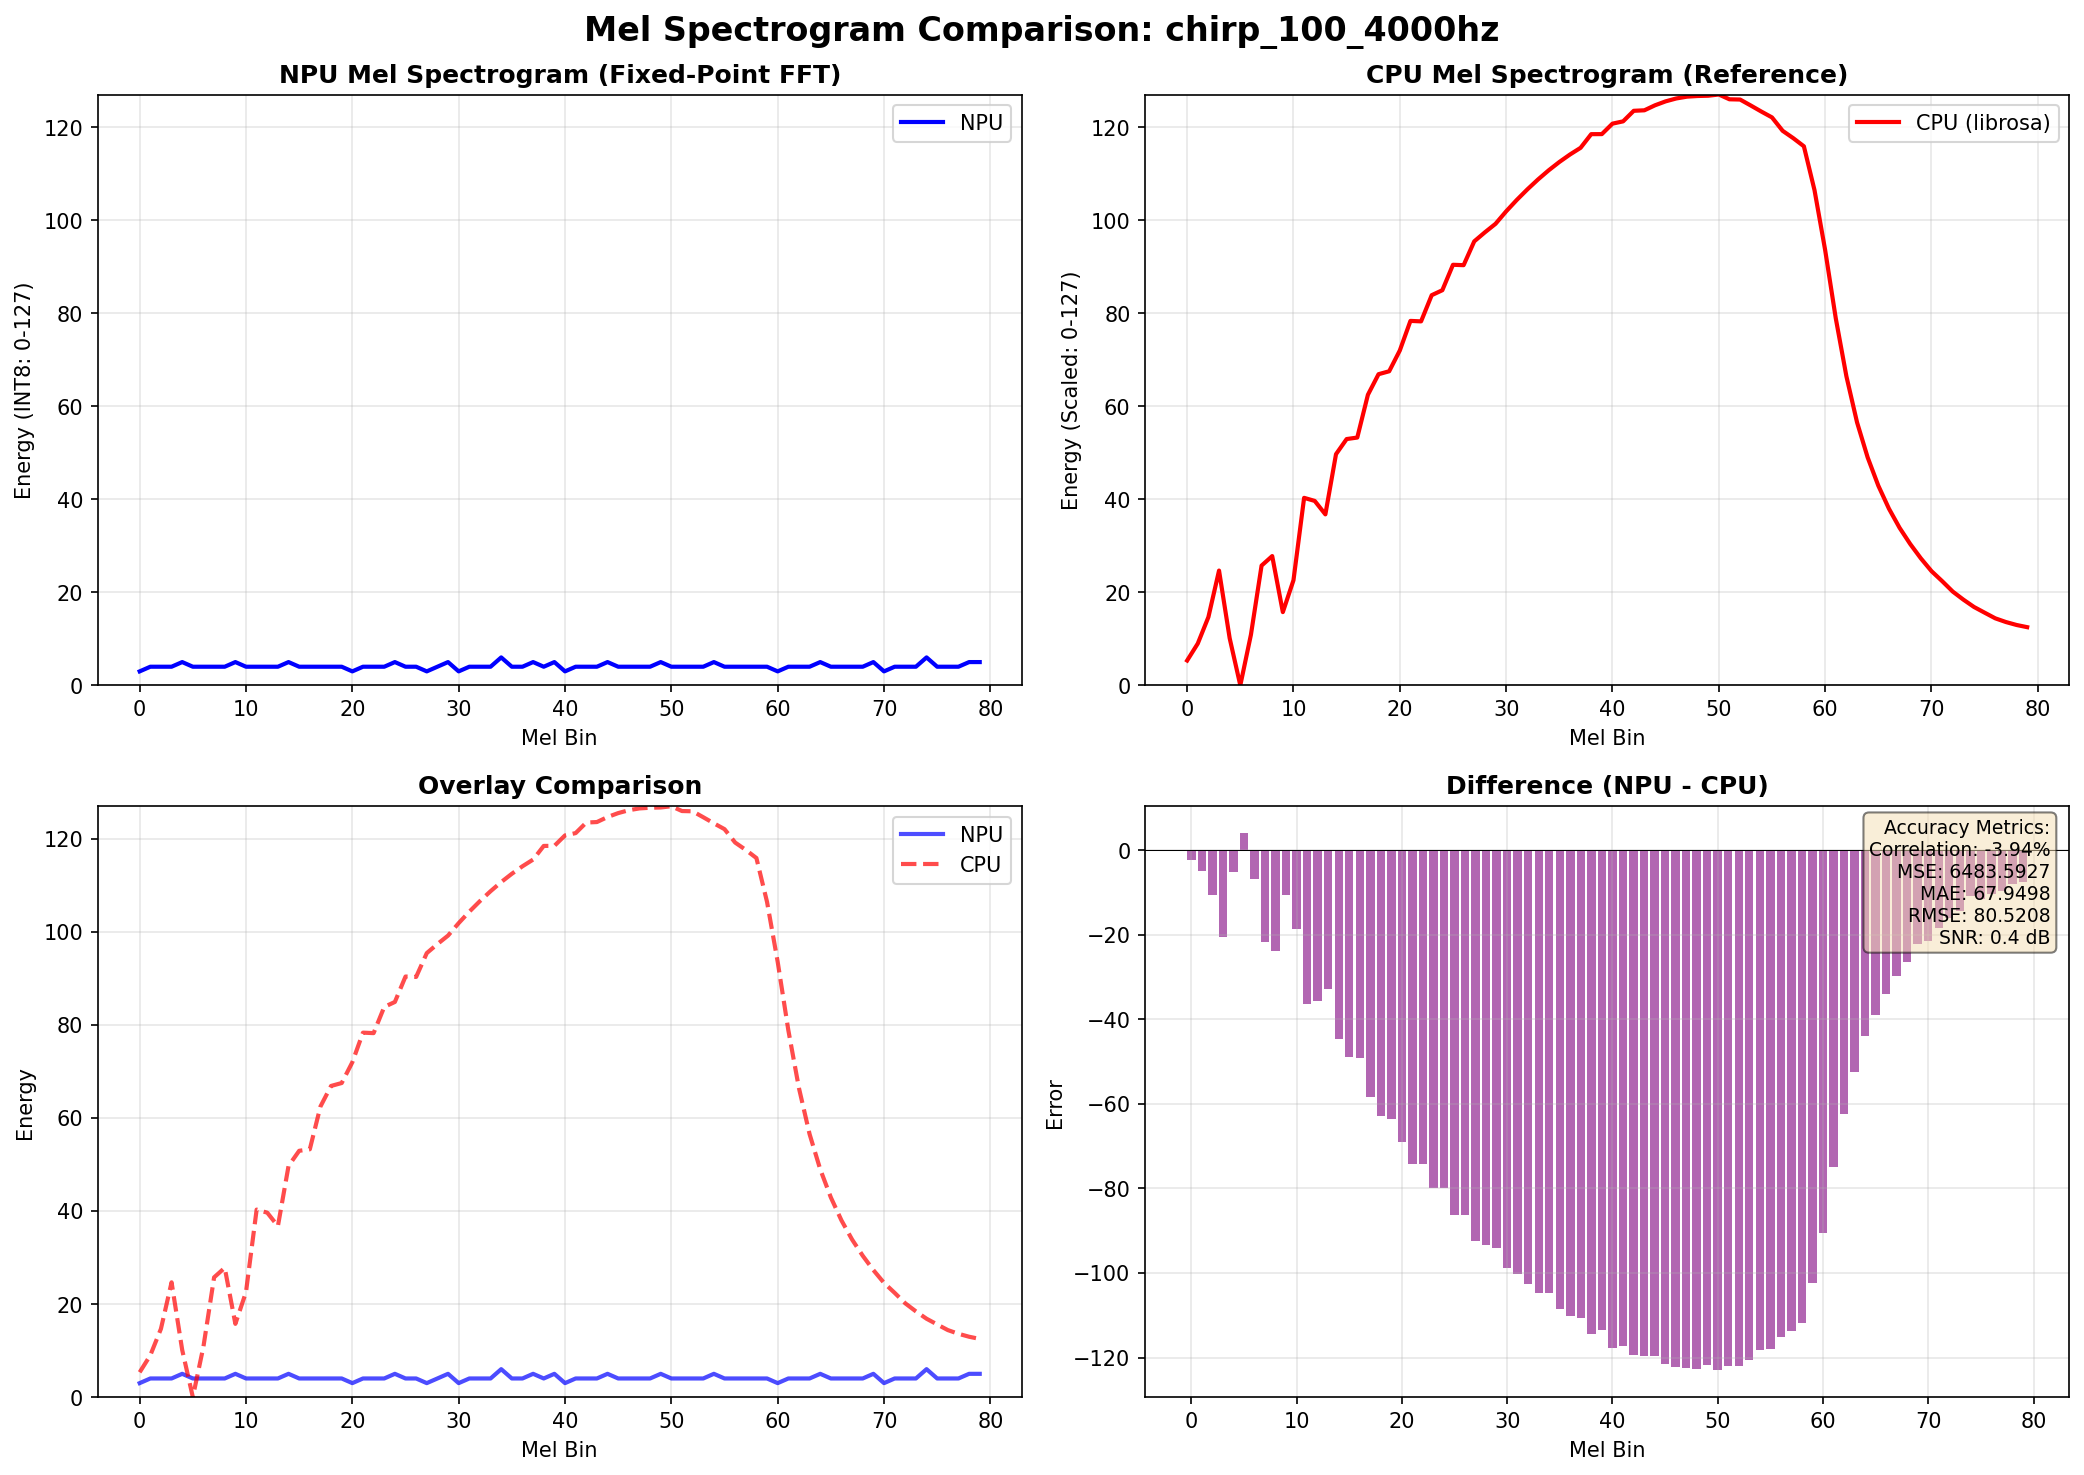 Mel Spectrogram Comparison: chirp_100_4000hz
NPU Mel Spectrogram (Fixed-Point FFT)
Energy (INT8: 0-127)
120
100
80
60
40
20
0
NPU
0 10 20 30 40 50 60 70 80
Mel Bin
CPU Mel Spectrogram (Reference)
Energy (Scaled: 0-127)
120
100
80
60
40
20
0
CPU (librosa)
0 10 20 30 40 50 60 70 80
Mel Bin
Overlay Comparison
Energy
120
100
80
60
40
20
0
NPU
CPU
0 10 20 30 40 50 60 70 80
Mel Bin
Difference (NPU - CPU)
Error
0
−20
−40
−60
−80
−100
−120
Accuracy Metrics:
Correlation: -3.94%
MSE: 6483.5927
MAE: 67.9498
RMSE: 80.5208
SNR: 0.4 dB
0 10 20 30 40 50 60 70 80
Mel Bin